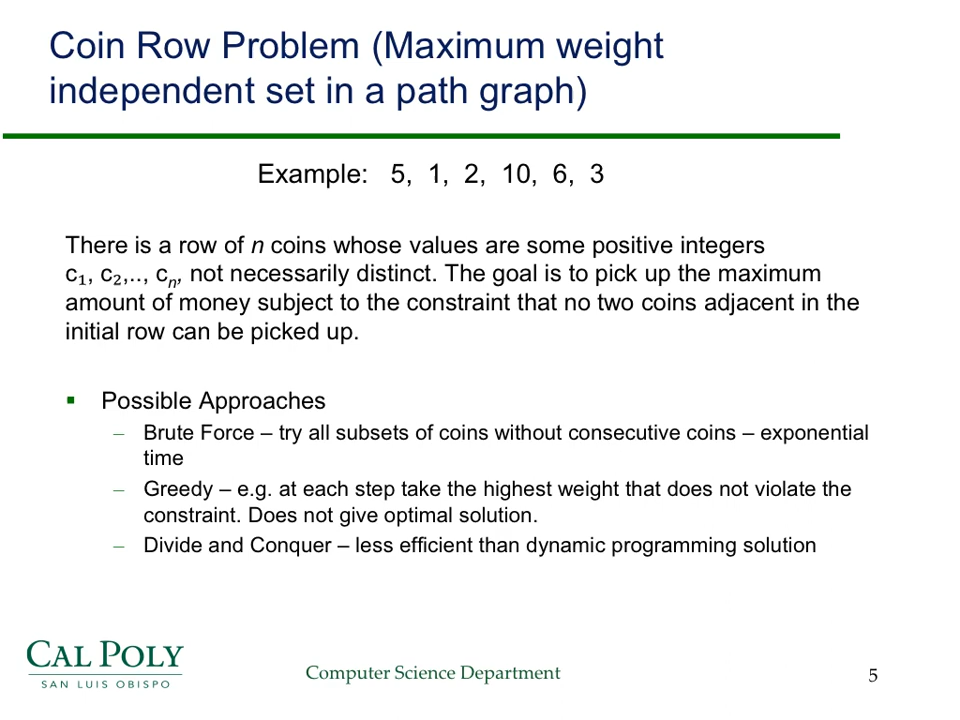 Coin Row Problem (Maximum weight
independent set in a path graph)
Example: 5, 1, 2, 10, 6, 3
There is a row of n coins whose values are some positive integers
c₁, c₂,.., cₙ, not necessarily distinct. The goal is to pick up the maximum
amount of money subject to the constraint that no two coins adjacent in the
initial row can be picked up.
▪ Possible Approaches
– Brute Force – try all subsets of coins without consecutive coins – exponential
time
– Greedy – e.g. at each step take the highest weight that does not violate the
constraint. Does not give optimal solution.
– Divide and Conquer – less efficient than dynamic programming solution
CAL POLY
SAN LUIS OBISPO
Computer Science Department
5